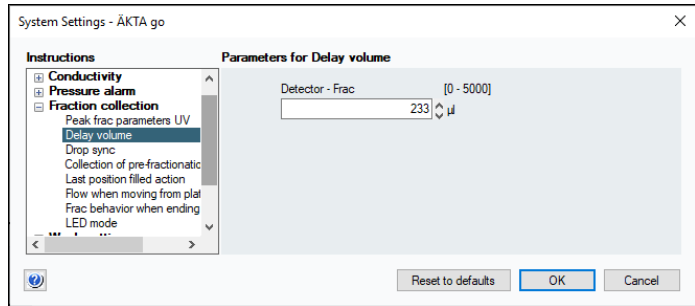 System Settings - ÄKTA go
Instructions
Conductivity
Pressure alarm
Fraction collection
Peak frac parameters UV
Delay volume
Drop sync
Collection of pre-fractionatic
Last position filled action
Flow when moving from plat
Frac behavior when ending
LED mode
Parameters for Delay volume
Detector - Frac [0 - 5000]
233 µl
Reset to defaults OK Cancel